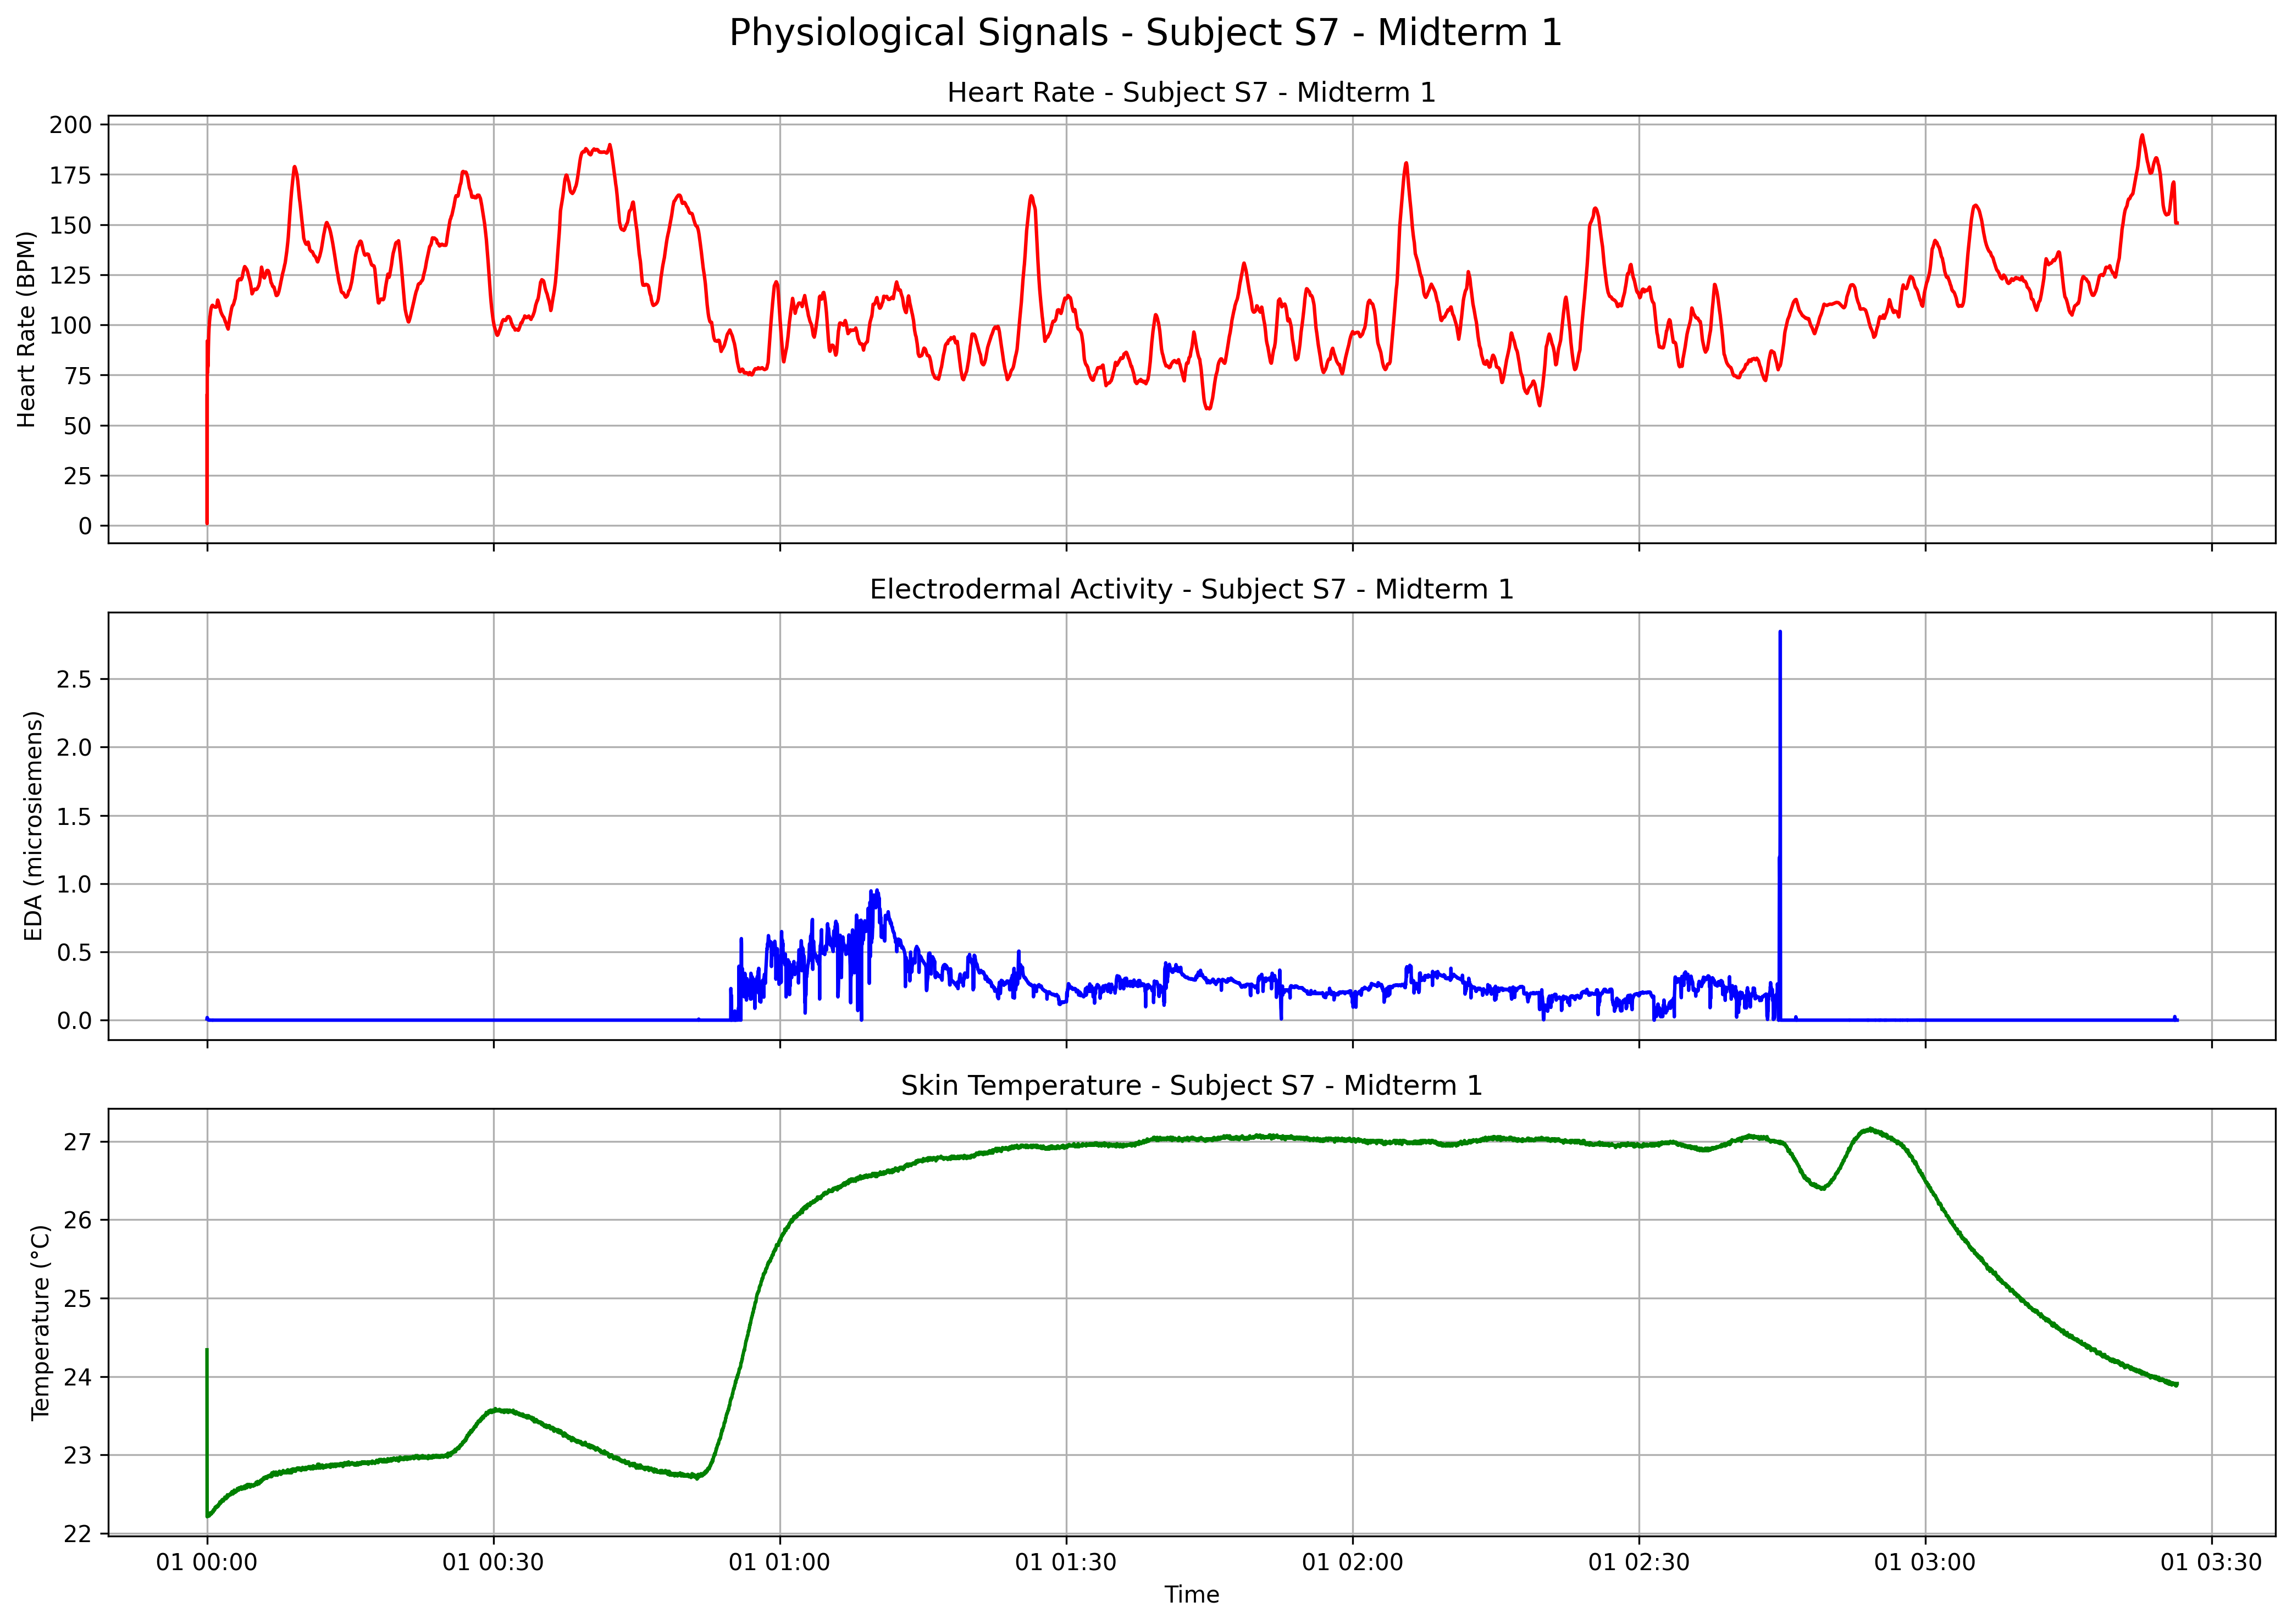 Physiological Signals - Subject S7 - Midterm 1
Heart Rate - Subject S7 - Midterm 1
Heart Rate (BPM)
200
175
150
125
100
75
50
25
0
Electrodermal Activity - Subject S7 - Midterm 1
EDA (microsiemens)
2.5
2.0
1.5
1.0
0.5
0.0
Skin Temperature - Subject S7 - Midterm 1
Temperature (°C)
27
26
25
24
23
22
01 00:00 01 00:30 01 01:00 01 01:30 01 02:00 01 02:30 01 03:00 01 03:30
Time